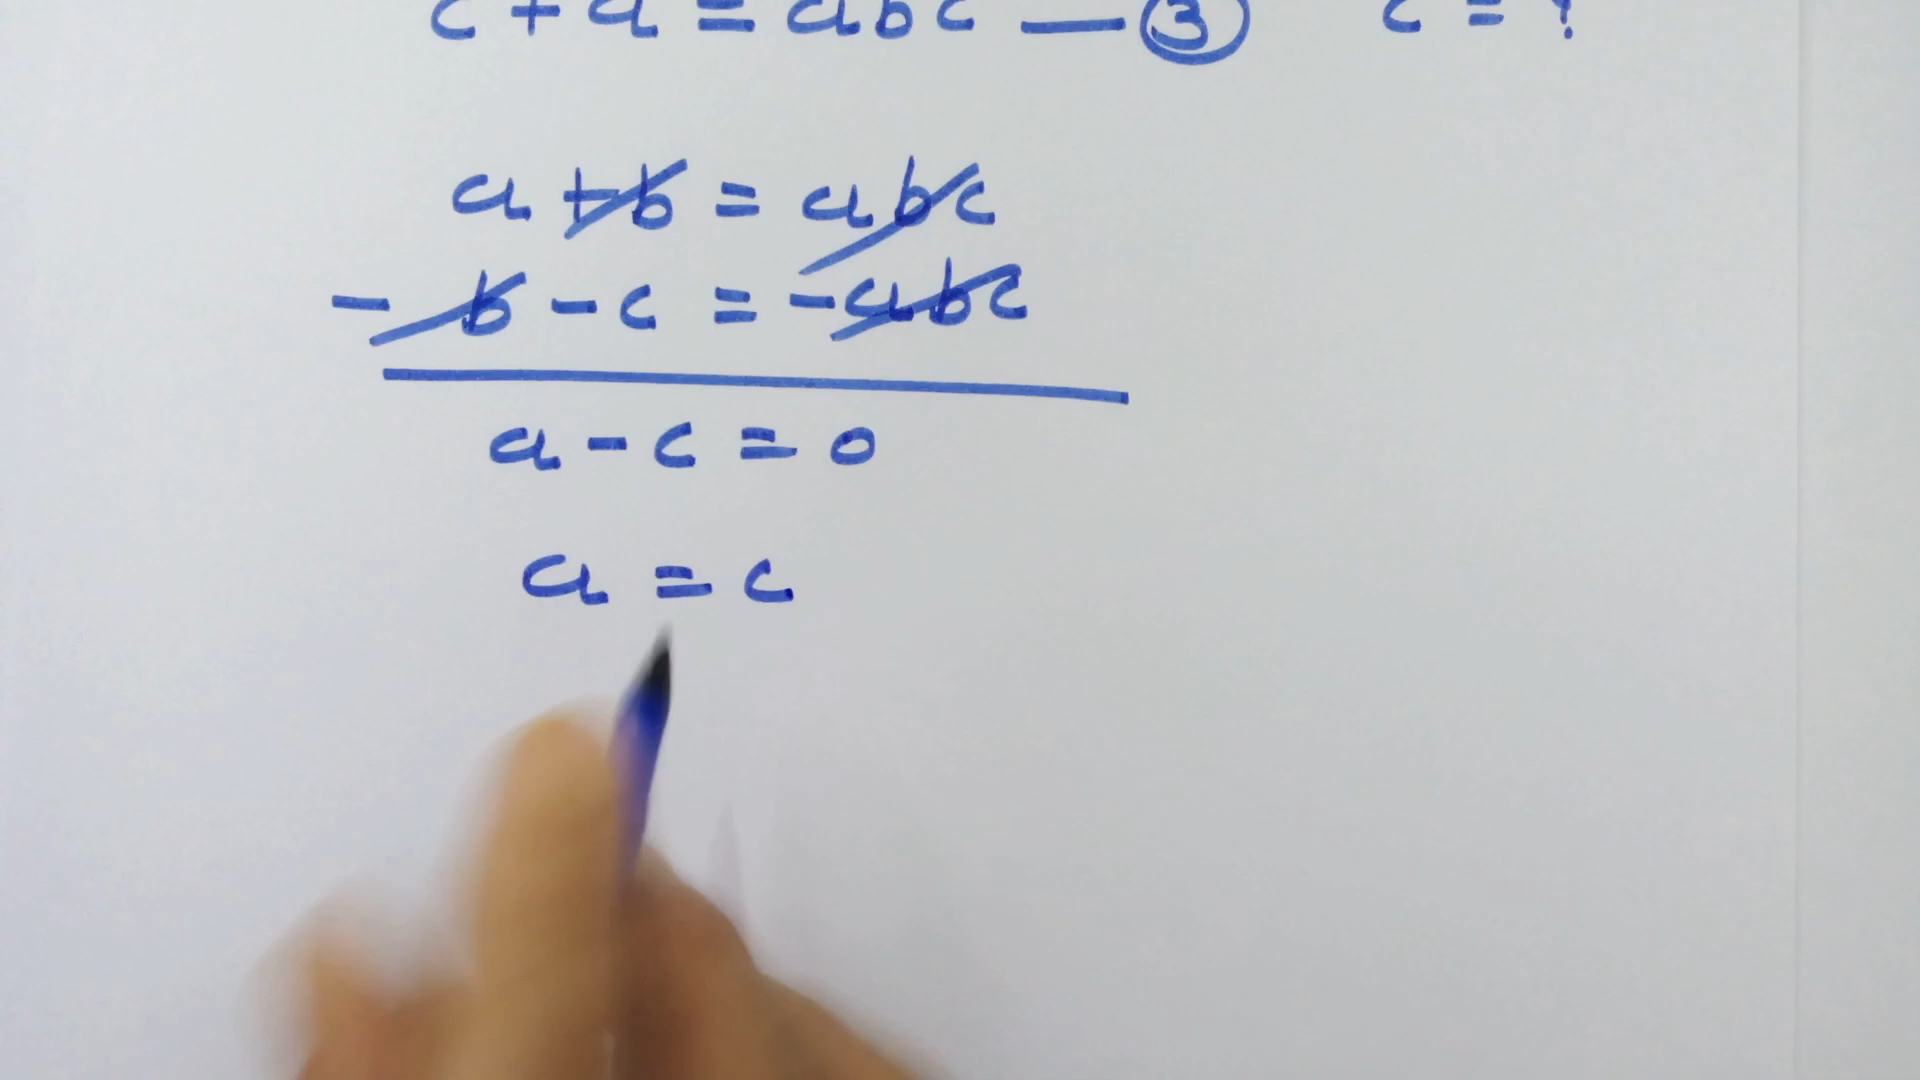 c + a = abc — ③ c = ?
a + b = abc
- b - c = - abc
a - c = 0
a = c